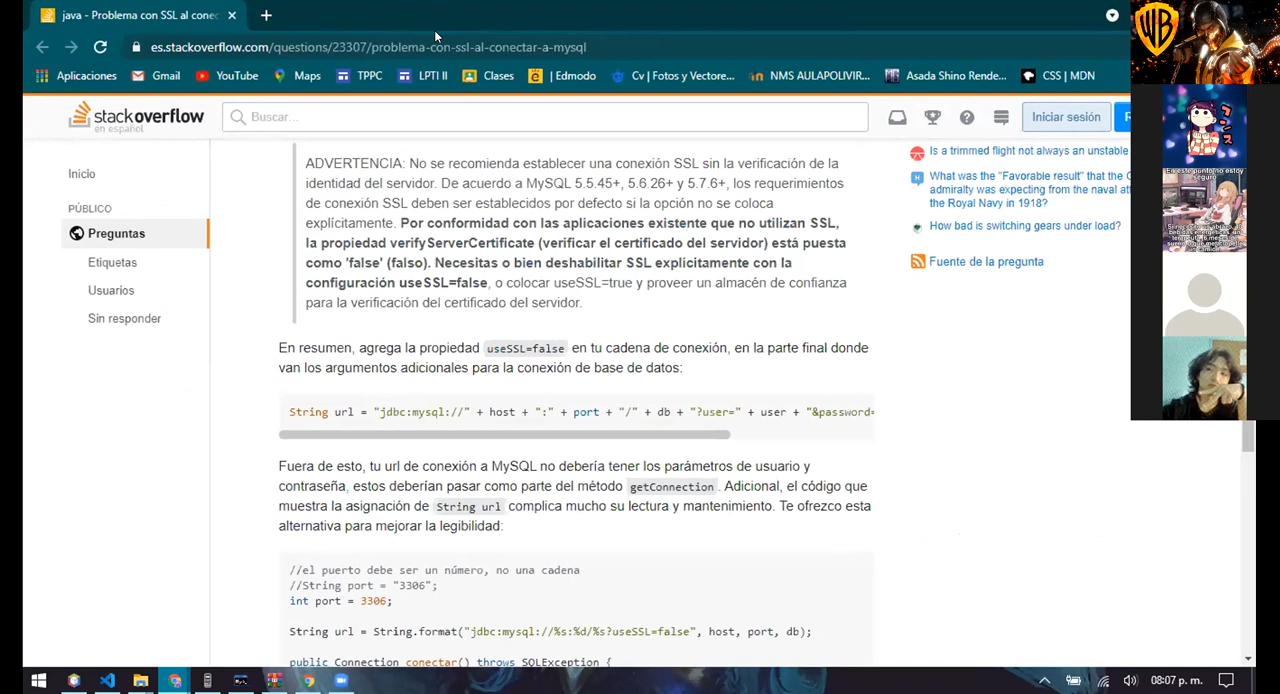 java - Problema con SSL al conec
es.stackoverflow.com/questions/23307/problema-con-ssl-al-conectar-a-mysql
Aplicaciones
Gmail
YouTube
Maps
TPPC
LPTI II
Clases
| Edmodo
Cv | Fotos y Vectore...
NMS AULAPOLIVIR...
Asada Shino Rende...
CSS | MDN
stackoverflow
en español
Buscar...
Iniciar sesión
R
Inicio
PÚBLICO
Preguntas
Etiquetas
Usuarios
Sin responder
ADVERTENCIA: No se recomienda establecer una conexión SSL sin la verificación de la
identidad del servidor. De acuerdo a MySQL 5.5.45+, 5.6.26+ y 5.7.6+, los requerimientos
de conexión SSL deben ser establecidos por defecto si la opción no se coloca
explícitamente. Por conformidad con las aplicaciones existente que no utilizan SSL,
la propiedad verifyServerCertificate (verificar el certificado del servidor) está puesta
como 'false' (falso). Necesitas o bien deshabilitar SSL explicitamente con la
configuración useSSL=false, o colocar useSSL=true y proveer un almacén de confianza
para la verificación del certificado del servidor.
En resumen, agrega la propiedad useSSL=false en tu cadena de conexión, en la parte final donde
van los argumentos adicionales para la conexión de base de datos:
String url = "jdbc:mysql://" + host + ":" + port + "/" + db + "?user=" + user + "&password=
Fuera de esto, tu url de conexión a MySQL no debería tener los parámetros de usuario y
contraseña, estos deberían pasar como parte del método getConnection. Adicional, el código que
muestra la asignación de String url complica mucho su lectura y mantenimiento. Te ofrezco esta
alternativa para mejorar la legibilidad:
//el puerto debe ser un número, no una cadena
//String port = "3306";
int port = 3306;
String url = String.format("jdbc:mysql://%s:%d/%s?useSSL=false", host, port, db);
public Connection conectar() throws SQLException {
Is a trimmed flight not always an unstable
What was the "Favorable result" that the G
admiralty was expecting from the naval att
the Royal Navy in 1918?
How bad is switching gears under load?
Fuente de la pregunta
WB
En este punto no estoy
seguro
08:07 p. m.